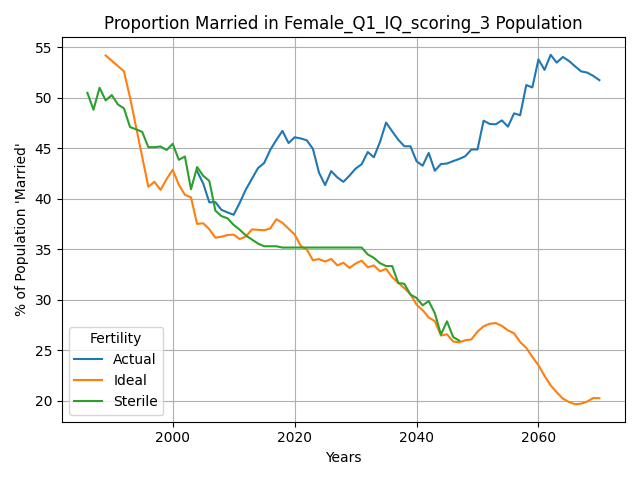 Proportion Married in Female_Q1_IQ_scoring_3 Population
% of Population 'Married'
55
50
45
40
35
30
25
20
Fertility
Actual
Ideal
Sterile
2000 2020 2040 2060
Years